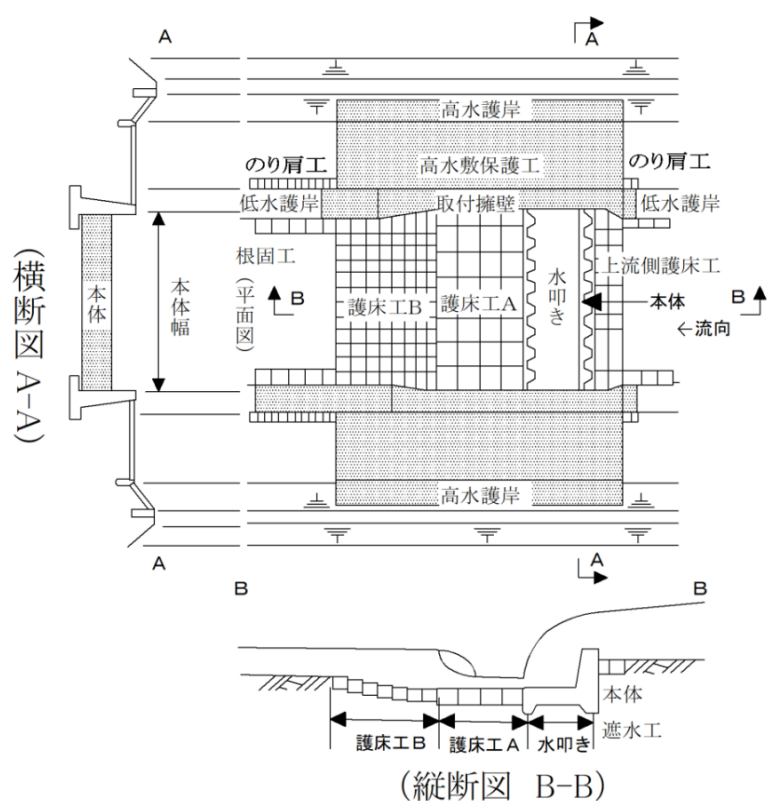 A
A
高水護岸
のり肩工
高水敷保護工
のり肩工
低水護岸
取付擁壁
低水護岸
根固工
(平面図)
B
護床工B
護床工A
水叩き
上流側護床工
本体
B
←流向
本体
本体幅
(横断図 A-A)
高水護岸
A
A
B
B
本体
遮水工
護床工B
護床工A
水叩き
(縦断図 B-B)